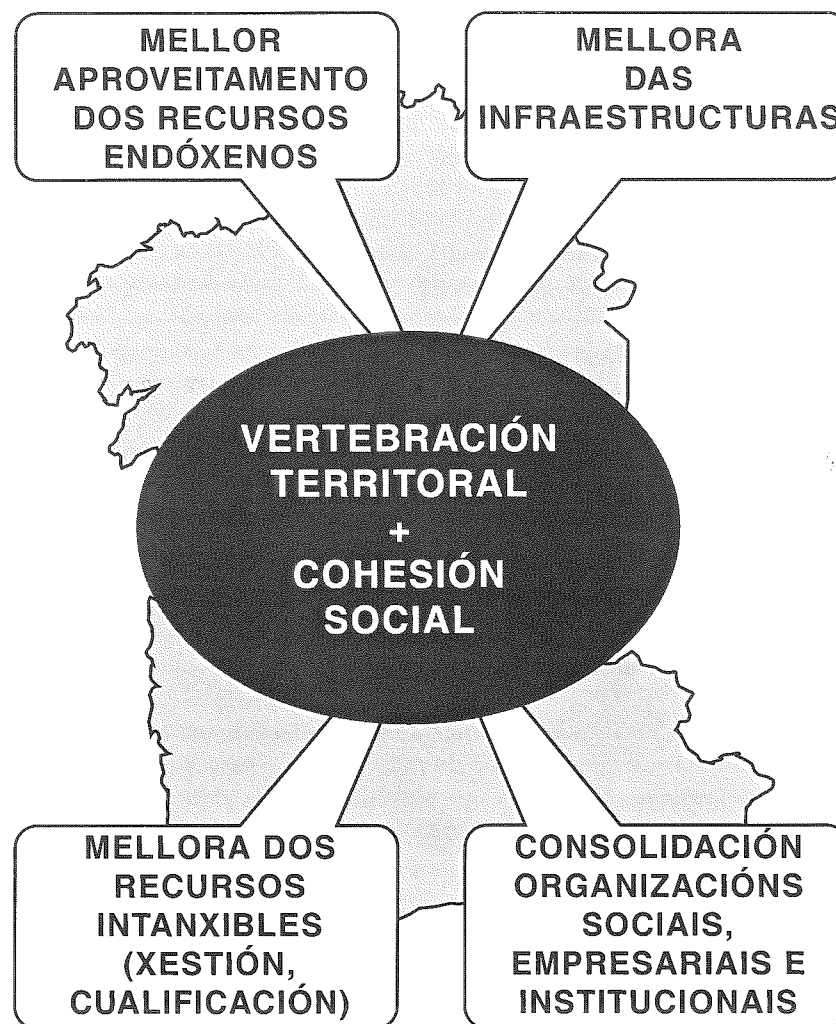 MELLOR
APROVEITAMENTO
DOS RECURSOS
ENDÓXENOS
MELLORA
DAS
INFRAESTRUCTURAS
VERTEBRACIÓN
TERRITORAL
+
COHESIÓN
SOCIAL
MELLORA DOS
RECURSOS
INTANXIBLES
(XESTIÓN,
CUALIFICACIÓN)
CONSOLIDACIÓN
ORGANIZACIÓNS
SOCIAIS,
EMPRESARIAIS E
INSTITUCIONAIS